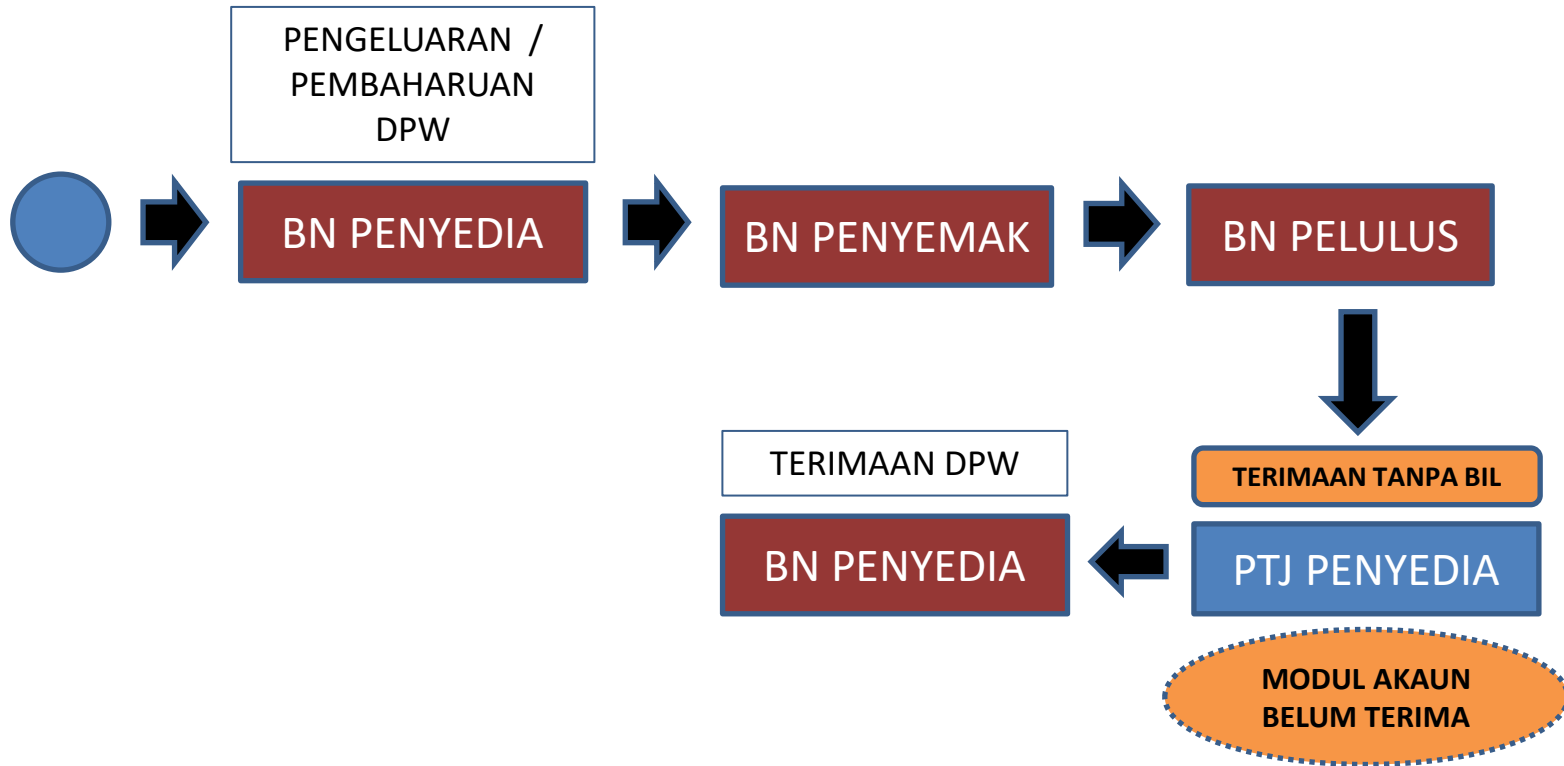 PENGELUARAN /
PEMBAHARUAN
DPW
BN PENYEDIA
BN PENYEMAK
BN PELULUS
TERIMAAN DPW
TERIMAAN TANPA BIL
BN PENYEDIA
PTJ PENYEDIA
MODUL AKAUN
BELUM TERIMA